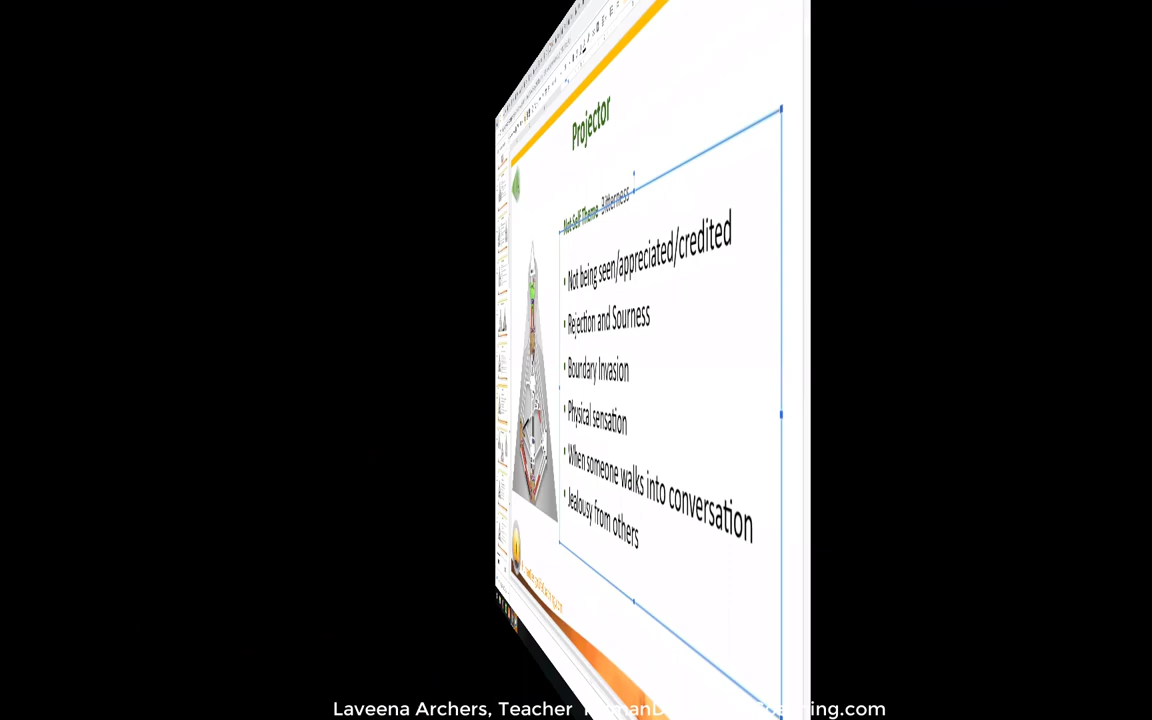 Projector
Not-Self Theme Bitterness
• Not being seen/appreciated/credited
• Rejection and Sourness
• Boundary Invasion
• Physical sensation
• When someone walks into conversation
• Jealousy from others
Laveena Archers, Teacher